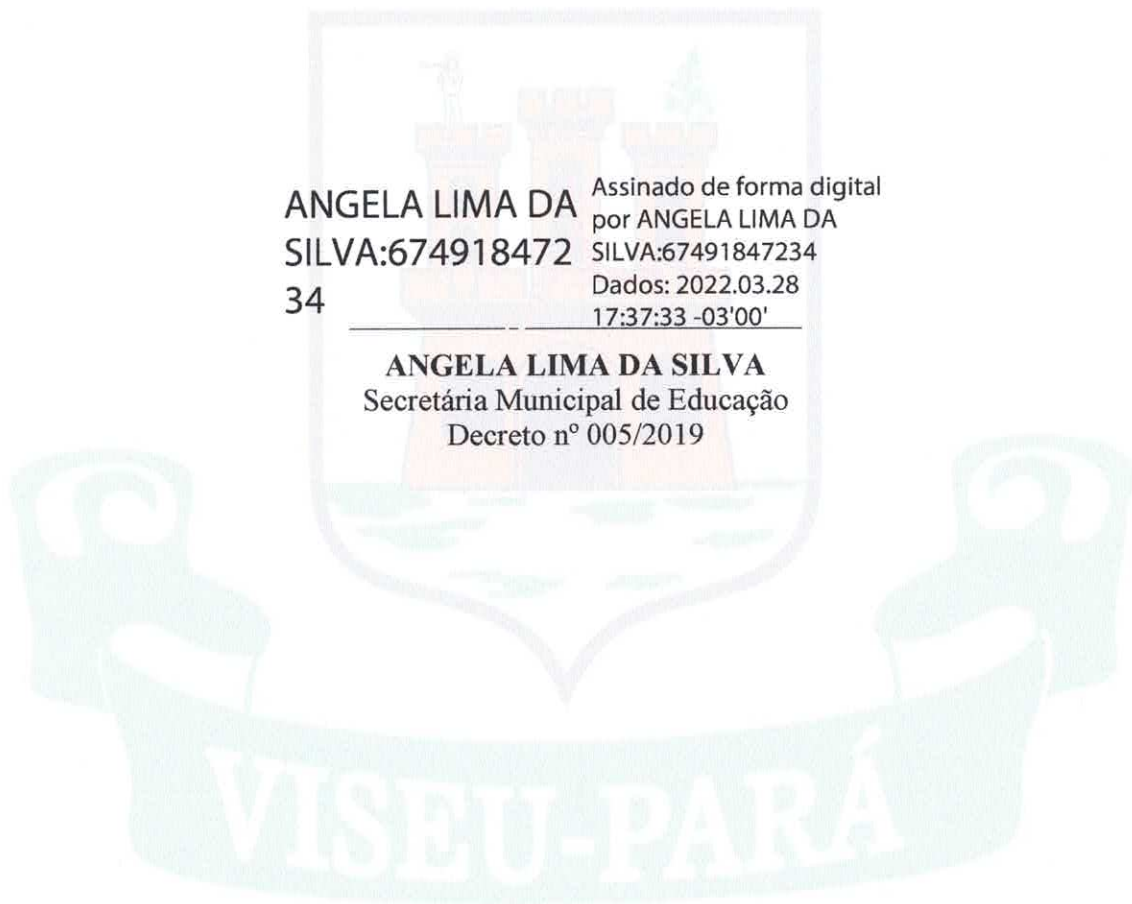 ANGELA LIMA DA
SILVA:674918472
34
Assinado de forma digital
por ANGELA LIMA DA
SILVA:67491847234
Dados: 2022.03.28
17:37:33 -03'00'
ANGELA LIMA DA SILVA
Secretária Municipal de Educação
Decreto nº 005/2019
VISEU-PARÁ